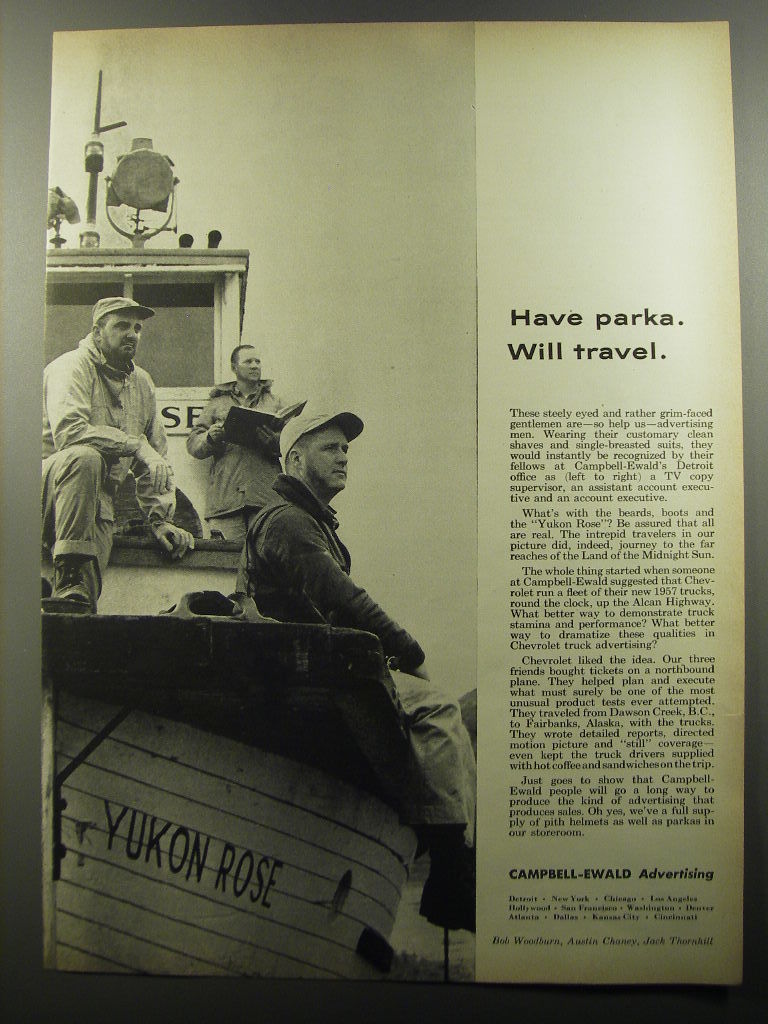 Have parka.
Will travel.
These steely eyed and rather grim-faced
gentlemen are—so help us—advertising
men. Wearing their customary clean
shaves and single-breasted suits, they
would instantly be recognized by their
fellows at Campbell-Ewald's Detroit
office as (left to right) a TV copy
supervisor, an assistant account execu-
tive and an account executive.
What's with the beards, boots and
the "Yukon Rose"? Be assured that all
are real. The intrepid travelers in our
picture did, indeed, journey to the far
reaches of the Land of the Midnight Sun.
The whole thing started when someone
at Campbell-Ewald suggested that Chev-
rolet run a fleet of their new 1957 trucks,
round the clock, up the Alcan Highway.
What better way to demonstrate truck
stamina and performance? What better
way to dramatize these qualities in
Chevrolet truck advertising?
Chevrolet liked the idea. Our three
friends bought tickets on a northbound
plane. They helped plan and execute
what must surely be one of the most
unusual product tests ever attempted.
They traveled from Dawson Creek, B.C.,
to Fairbanks, Alaska, with the trucks.
They wrote detailed reports, directed
motion picture and "still" coverage—
even kept the truck drivers supplied
with hot coffee and sandwiches on the trip.
Just goes to show that Campbell-
Ewald people will go a long way to
produce the kind of advertising that
produces sales. Oh yes, we've a full sup-
ply of pith helmets as well as parkas in
our storeroom.
CAMPBELL-EWALD Advertising
Detroit • New York • Chicago • Los Angeles
Hollywood • San Francisco • Washington • Denver
Atlanta • Dallas • Kansas City • Cincinnati
Bob Woodburn, Austin Chaney, Jack Thornhill
SE
YUKON ROSE